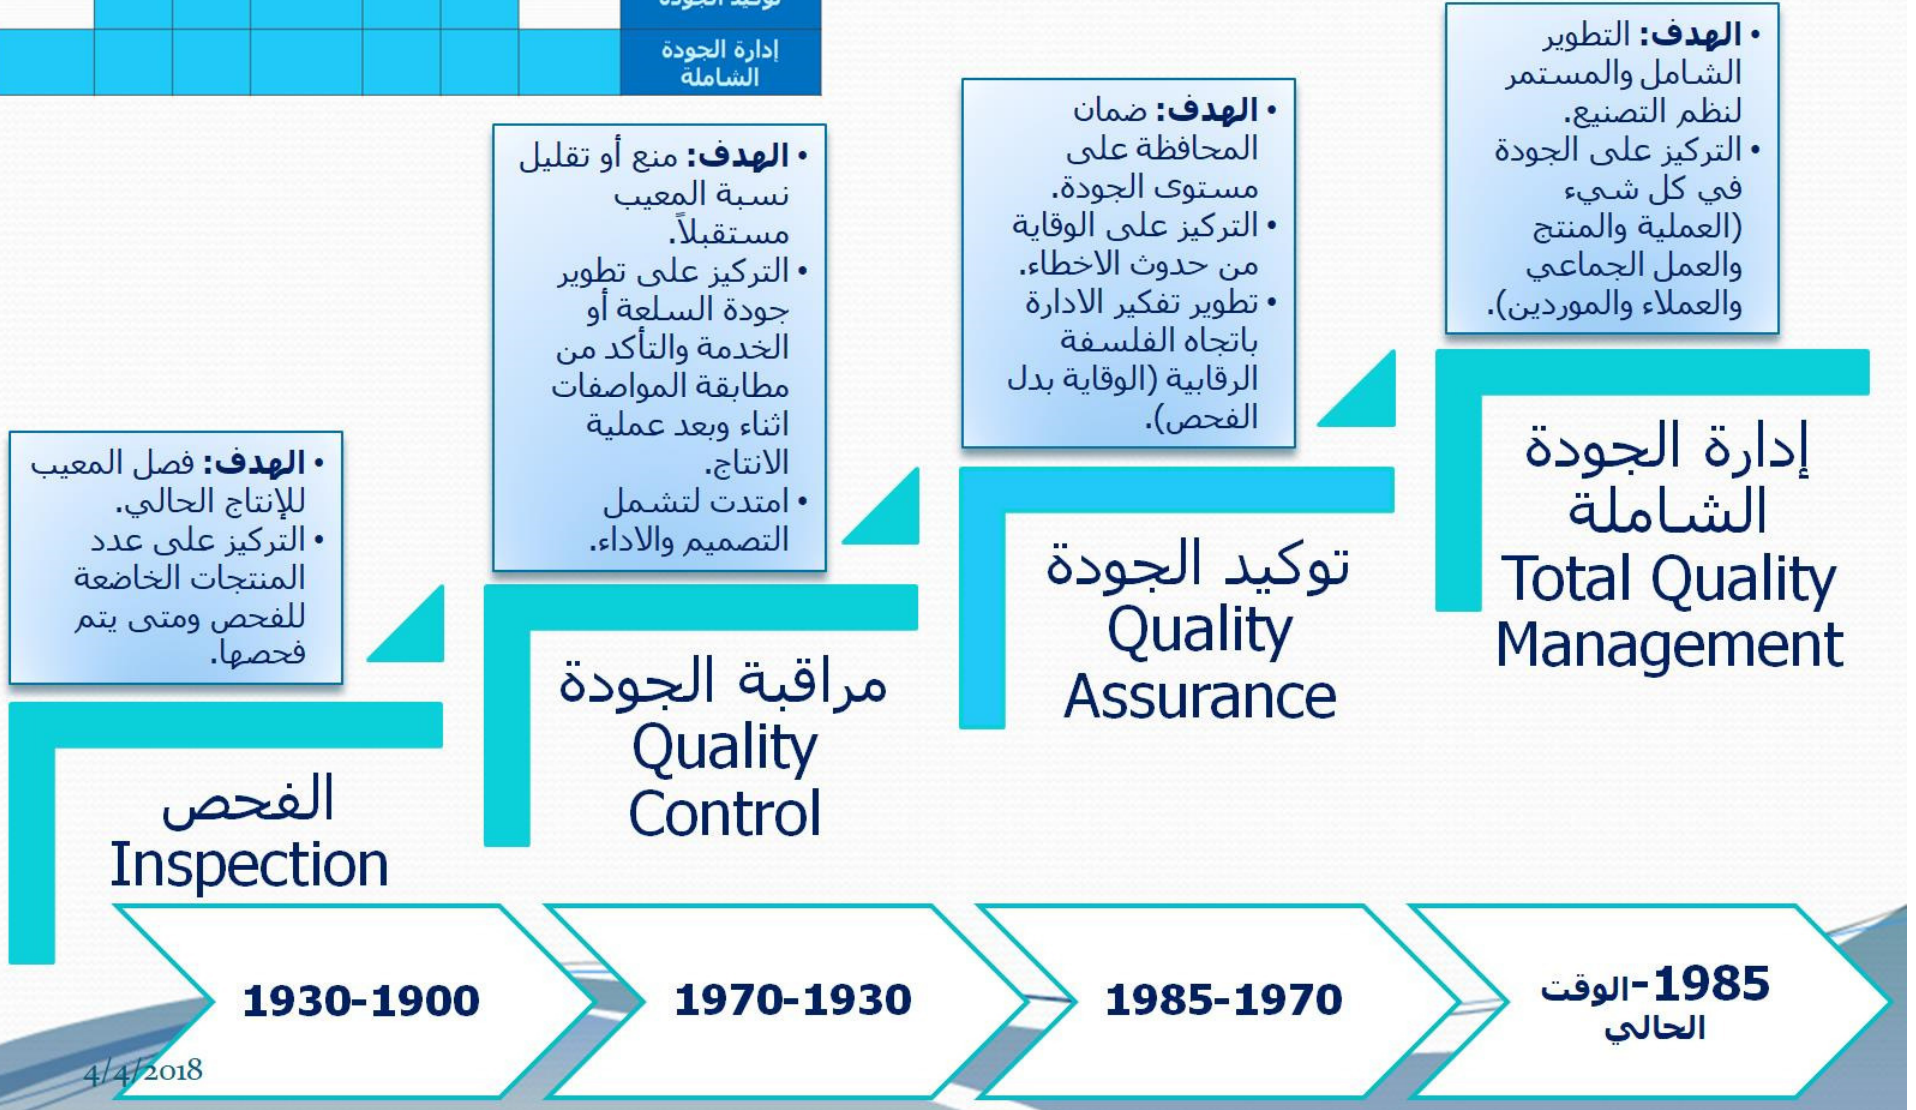 توكيد الجودة
إدارة الجودة
الشاملة
• الهدف: فصل المعيب
للإنتاج الحالي.
• التركيز على عدد
المنتجات الخاضعة
للفحص ومتى يتم
فحصها.
الفحص
Inspection
• الهدف: منع أو تقليل
نسبة المعيب
مستقبلاً.
• التركيز على تطوير
جودة السلعة أو
الخدمة والتأكد من
مطابقة المواصفات
اثناء وبعد عملية
الانتاج.
• امتدت لتشمل
التصميم والاداء.
مراقبة الجودة
Quality
Control
• الهدف: ضمان
المحافظة على
مستوى الجودة.
• التركيز على الوقاية
من حدوث الاخطاء.
• تطوير تفكير الادارة
باتجاه الفلسفة
الرقابية (الوقاية بدل
الفحص).
توكيد الجودة
Quality
Assurance
• الهدف: التطوير
الشامل والمستمر
لنظم التصنيع.
• التركيز على الجودة
في كل شيء
(العملية والمنتج
والعمل الجماعي
والعملاء والموردين).
إدارة الجودة
الشاملة
Total Quality
Management
1930-1900
1970-1930
1985-1970
1985-الوقت
الحالي
4/4/2018